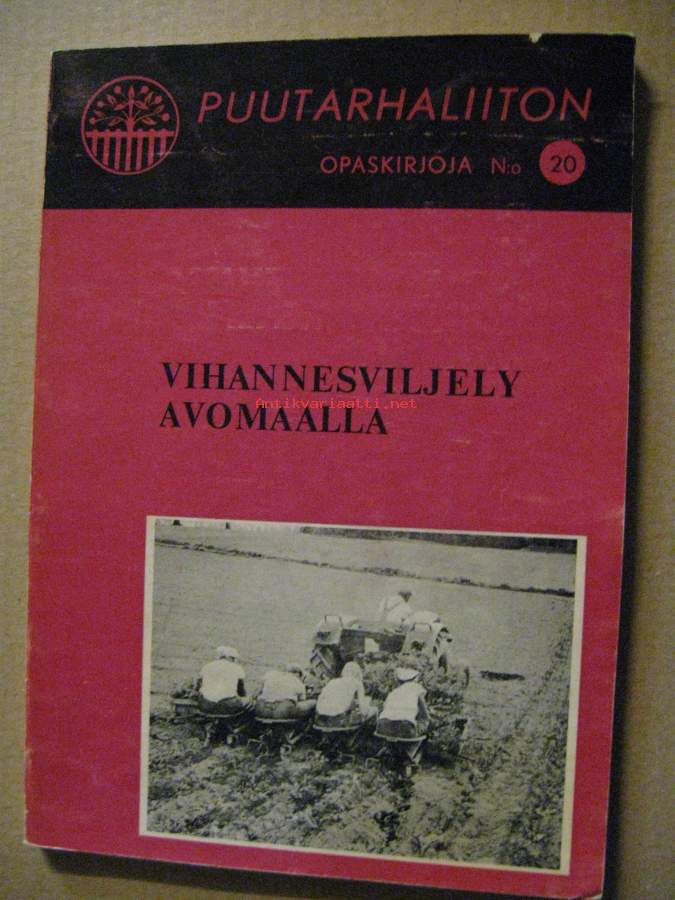 PUUTARHALIITON
OPASKIRJOJA N:o 20
VIHANNESVILJELY
Antikvariaatti.net
AVOMAALLA